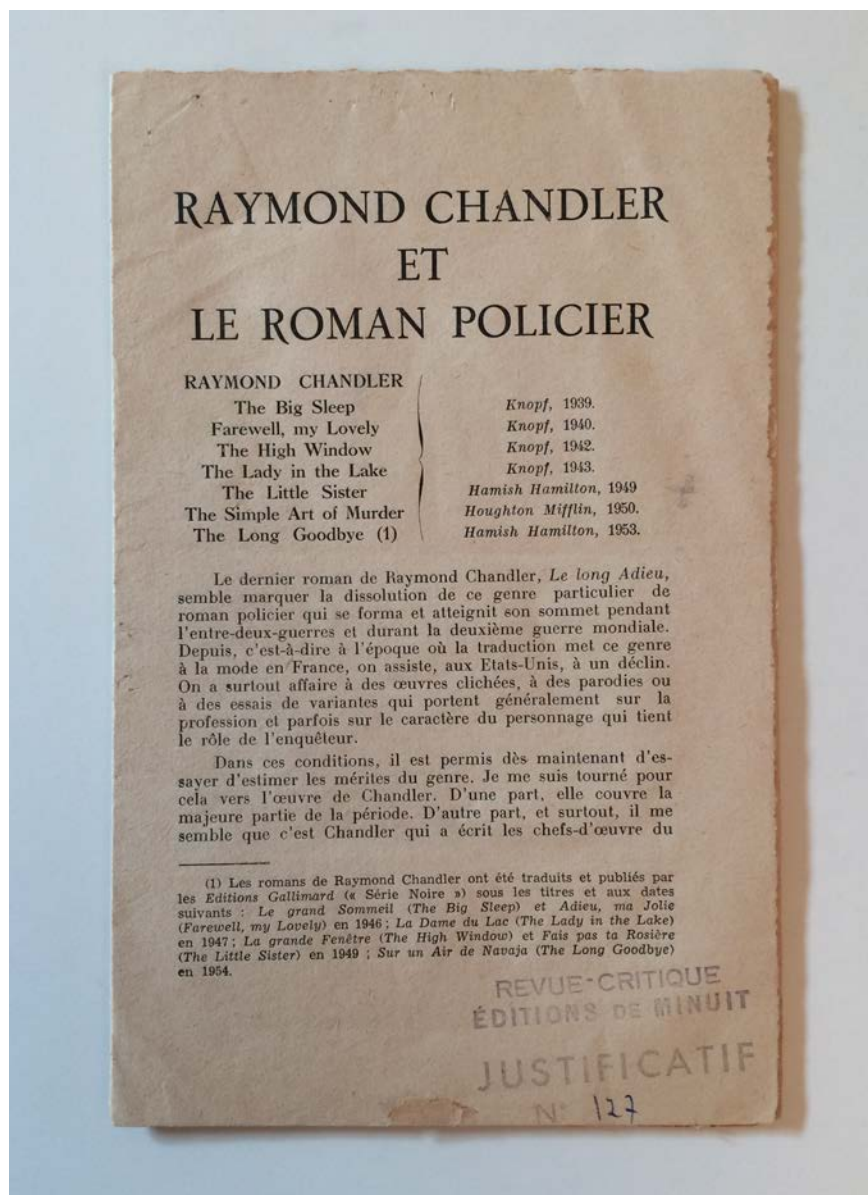 RAYMOND CHANDLER
ET
LE ROMAN POLICIER
RAYMOND CHANDLER
The Big Sleep Knopf, 1939.
Farewell, my Lovely Knopf, 1940.
The High Window Knopf, 1942.
The Lady in the Lake Knopf, 1943.
The Little Sister Hamish Hamilton, 1949
The Simple Art of Murder Houghton Mifflin, 1950.
The Long Goodbye (1) Hamish Hamilton, 1953.
Le dernier roman de Raymond Chandler, Le long Adieu,
semble marquer la dissolution de ce genre particulier de
roman policier qui se forma et atteignit son sommet pendant
l'entre-deux-guerres et durant la deuxième guerre mondiale.
Depuis, c'est-à-dire à l'époque où la traduction met ce genre
à la mode en France, on assiste, aux Etats-Unis, à un déclin.
On a surtout affaire à des œuvres clichées, à des parodies ou
à des essais de variantes qui portent généralement sur la
profession et parfois sur le caractère du personnage qui tient
le rôle de l'enquêteur.
Dans ces conditions, il est permis dès maintenant d'es-
sayer d'estimer les mérites du genre. Je me suis tourné pour
cela vers l'œuvre de Chandler. D'une part, elle couvre la
majeure partie de la période. D'autre part, et surtout, il me
semble que c'est Chandler qui a écrit les chefs-d'œuvre du
(1) Les romans de Raymond Chandler ont été traduits et publiés par
les Editions Gallimard (« Série Noire ») sous les titres et aux dates
suivants : Le grand Sommeil (The Big Sleep) et Adieu, ma Jolie
(Farewell, my Lovely) en 1946 ; La Dame du Lac (The Lady in the Lake)
en 1947 ; La grande Fenêtre (The High Window) et Fais pas ta Rosière
(The Little Sister) en 1949 ; Sur un Air de Navaja (The Long Goodbye)
en 1954.
REVUE-CRITIQUE
ÉDITIONS DE MINUIT
JUSTIFICATIF
N° 127